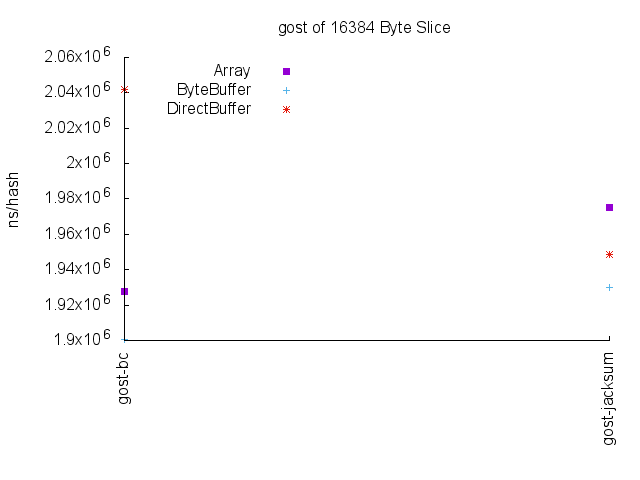 gost of 16384 Byte Slice
2.06x10^6
2.04x10^6
2.02x10^6
2x10^6
1.98x10^6
1.96x10^6
1.94x10^6
1.92x10^6
1.9x10^6
ns/hash
Array
ByteBuffer
DirectBuffer
gost-bc
gost-jacksum